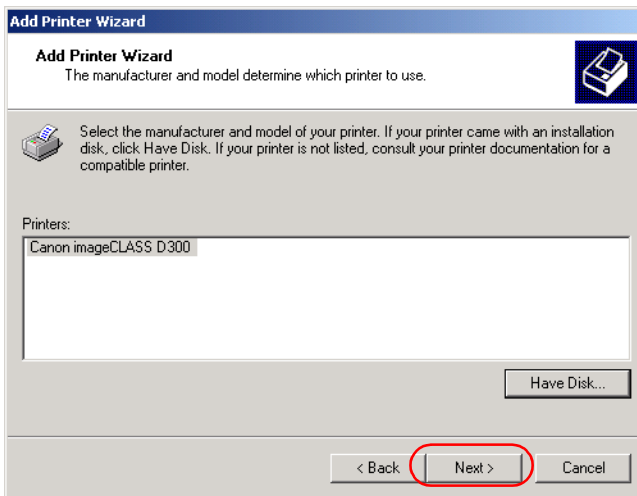 Add Printer Wizard
Add Printer Wizard
The manufacturer and model determine which printer to use.
Select the manufacturer and model of your printer. If your printer came with an installation
disk, click Have Disk. If your printer is not listed, consult your printer documentation for a
compatible printer.
Printers:
Canon imageCLASS D300
Have Disk...
< Back Next > Cancel